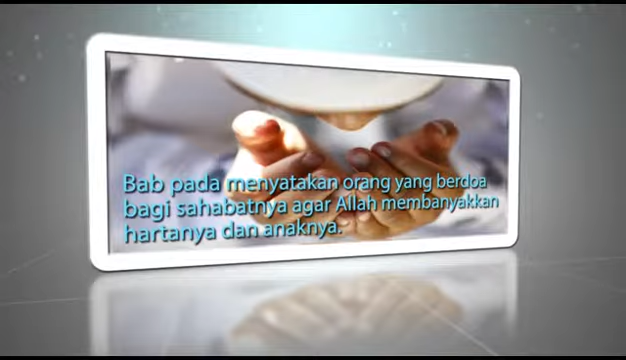 Bab pada menyatakan orang yang berdoa
bagi sahabatnya agar Allah membanyakkan
hartanya dan anaknya.